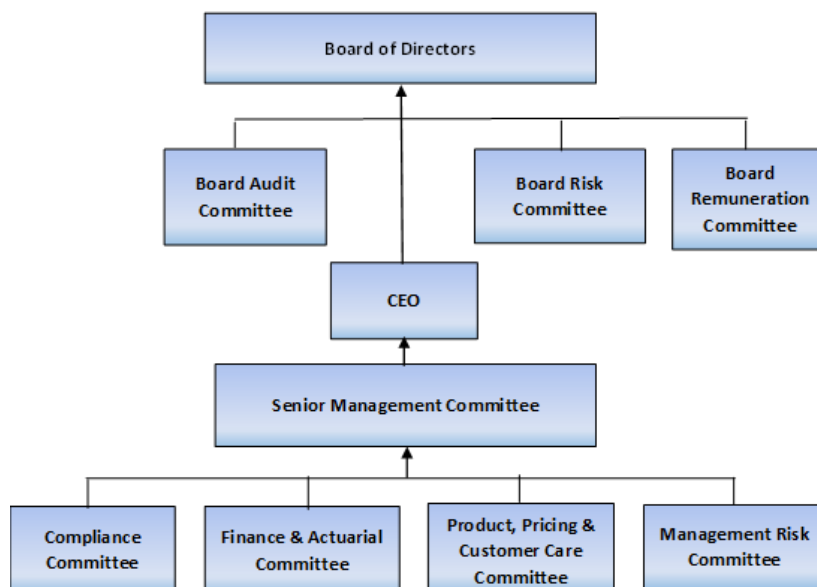 Board of Directors
Board Audit
Committee
Board Risk
Committee
Board
Remuneration
Committee
CEO
Senior Management Committee
Compliance
Committee
Finance & Actuarial
Committee
Product, Pricing &
Customer Care
Committee
Management Risk
Committee